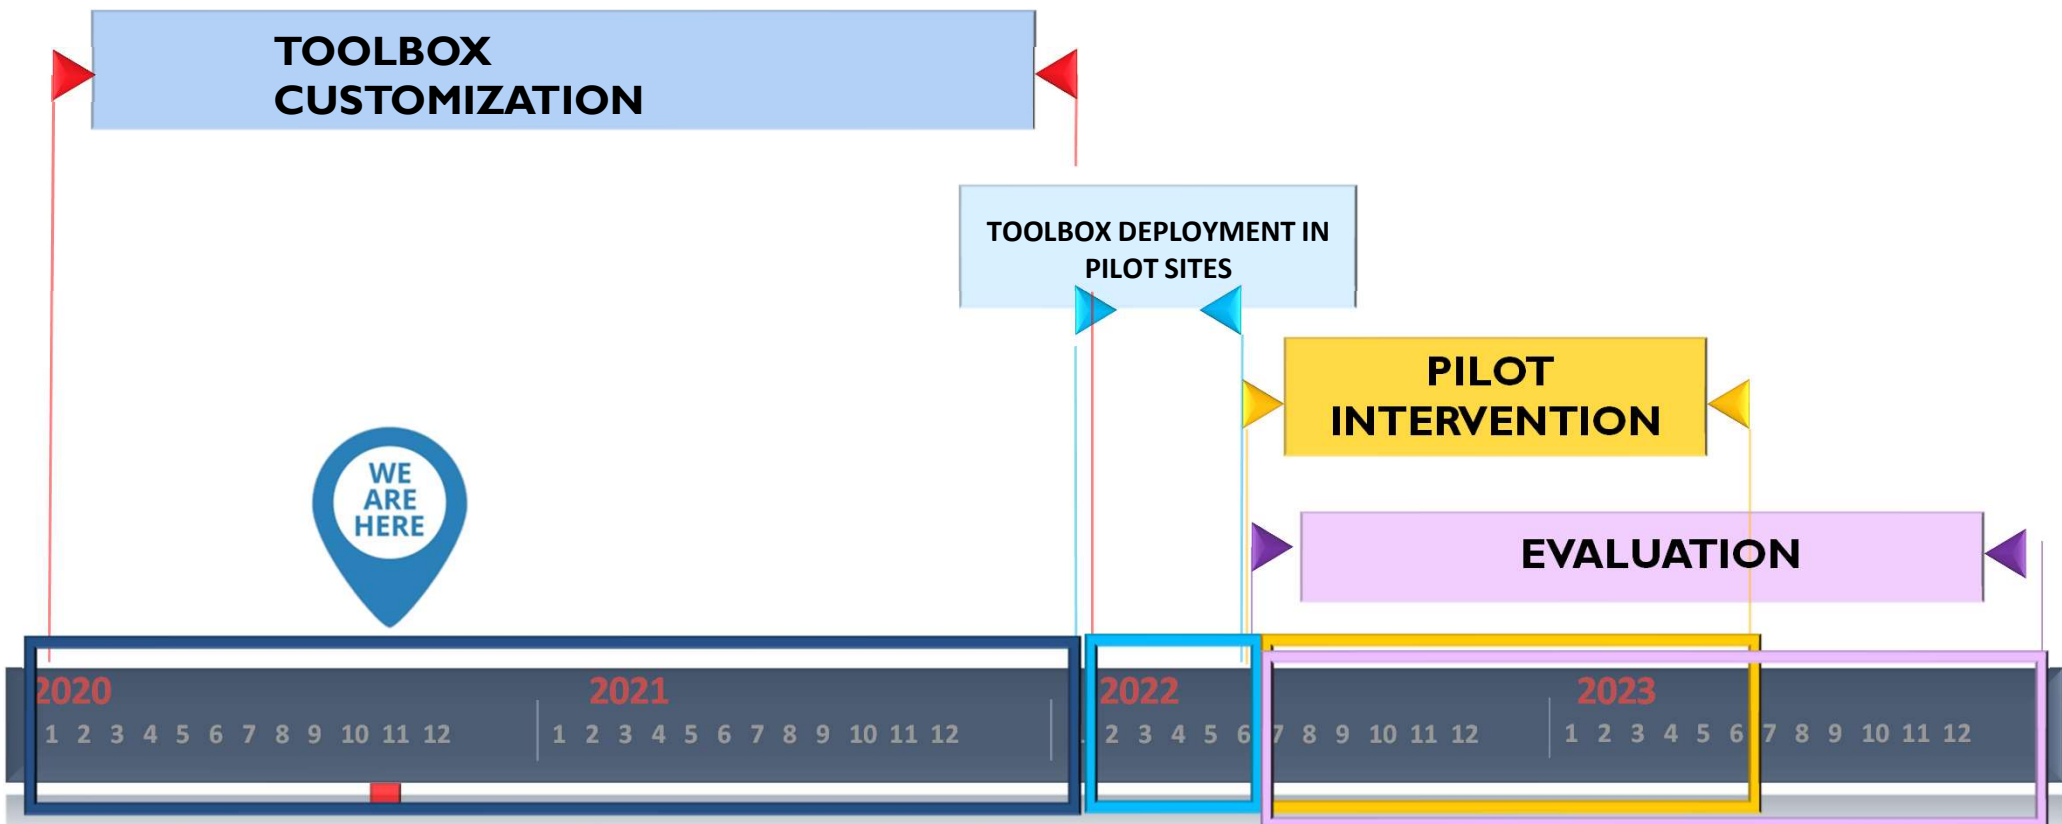 TOOLBOX
CUSTOMIZATION
TOOLBOX DEPLOYMENT IN
PILOT SITES
PILOT
INTERVENTION
WE
ARE
HERE
EVALUATION
2020 2021 2022 2023
1 2 3 4 5 6 7 8 9 10 11 12 1 2 3 4 5 6 7 8 9 10 11 12 2 3 4 5 6 7 8 9 10 11 12 1 2 3 4 5 6 7 8 9 10 11 12